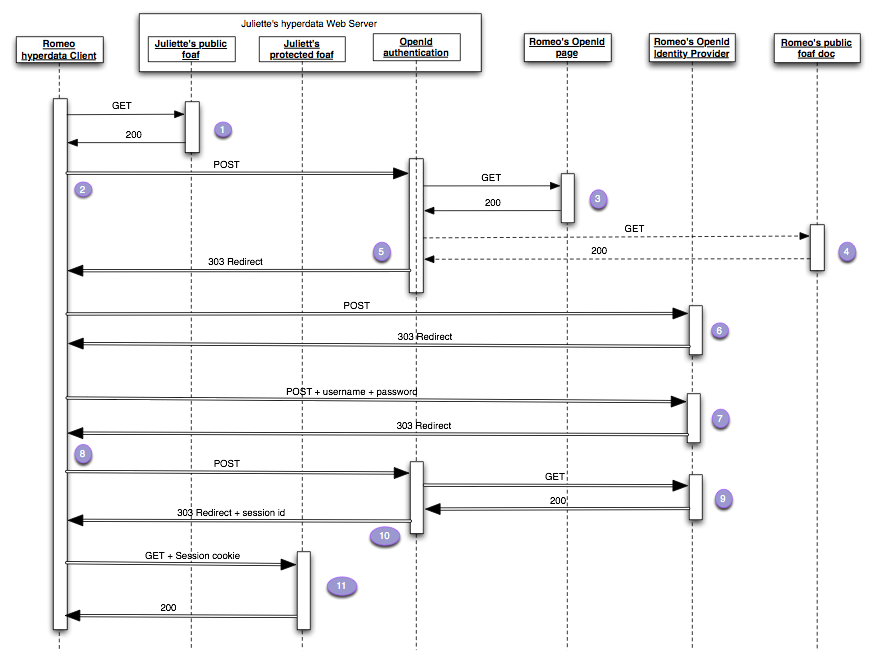 Juliette's hyperdata Web Server
Romeo
hyperdata Client
Juliette's public
foaf
Juliett's
protected foaf
OpenId
authentication
Romeo's OpenId
page
Romeo's OpenId
Identity Provider
Romeo's public
foaf doc
GET
1
200
POST
2
GET
3
200
GET
4
200
5
303 Redirect
POST
6
303 Redirect
POST + username + password
7
303 Redirect
8
POST
GET
9
200
303 Redirect + session id
10
GET + Session cookie
11
200